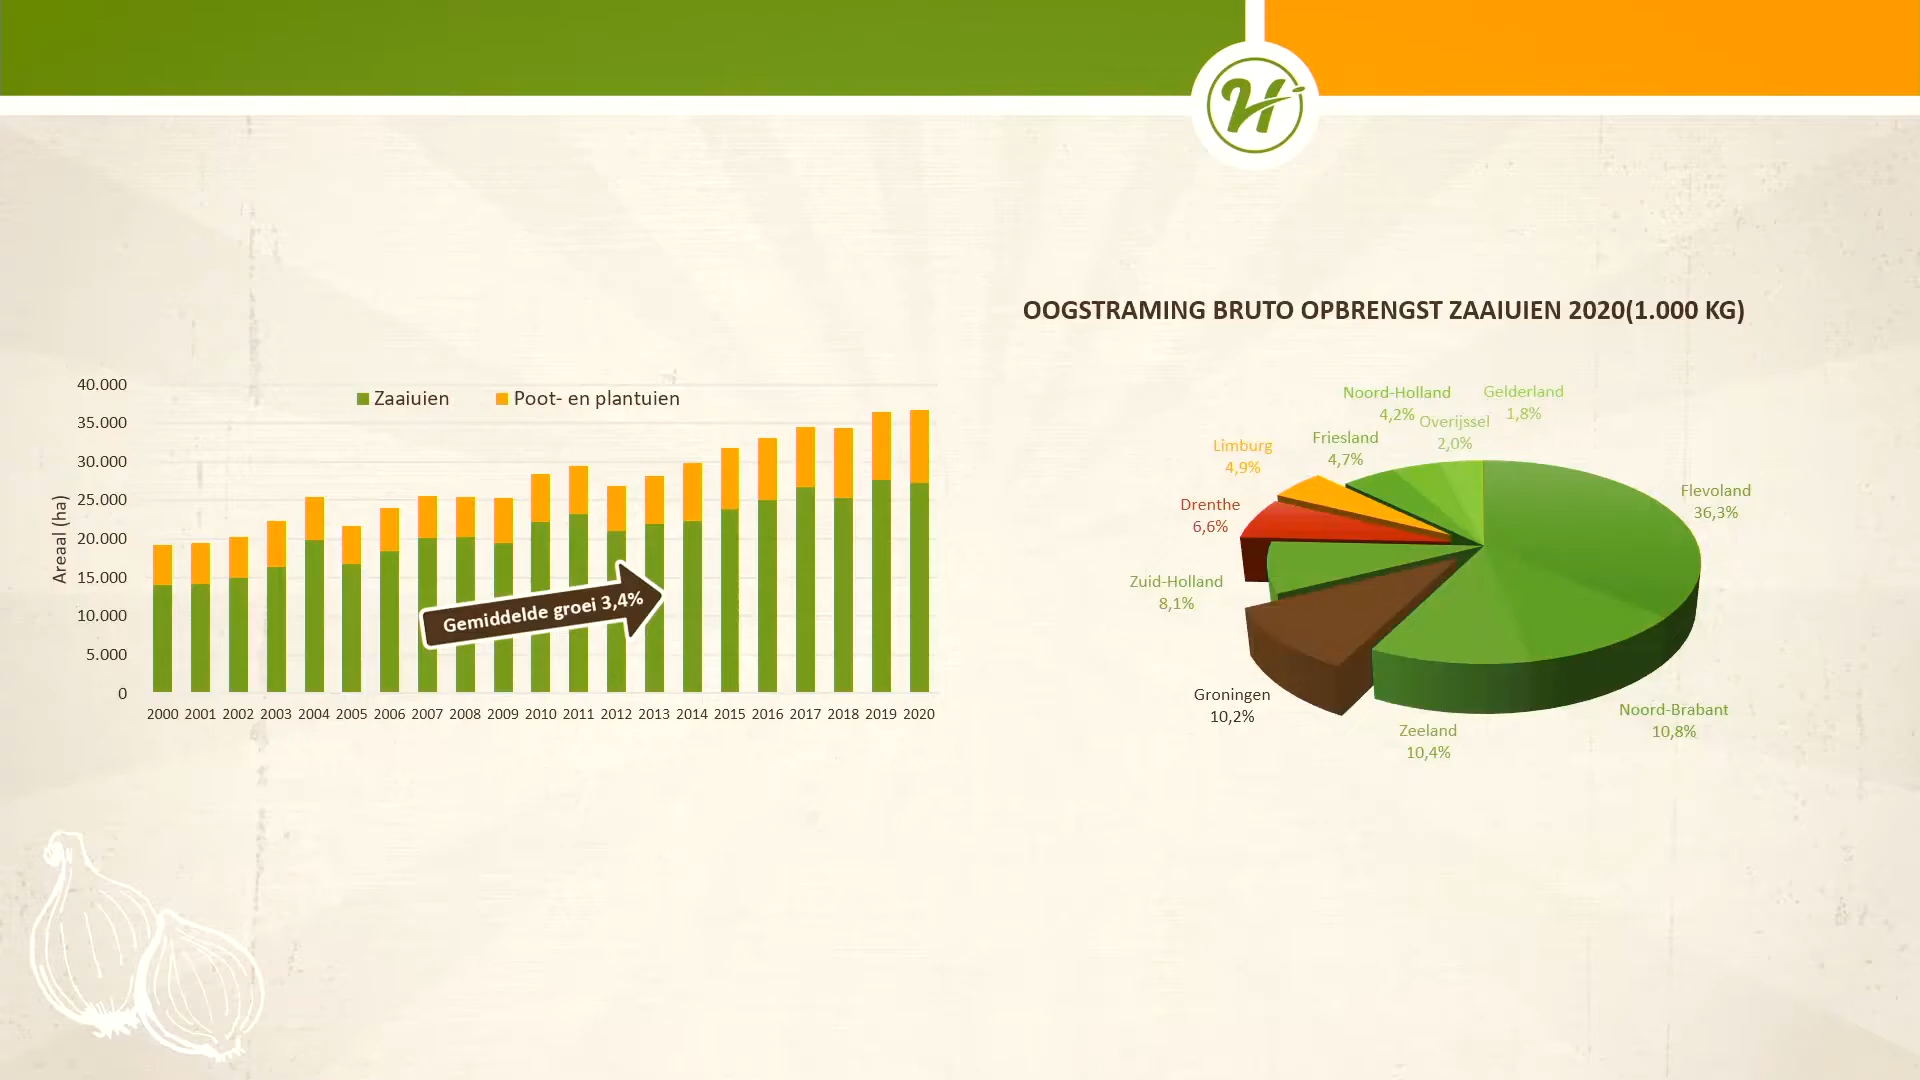 OOGSTRAMING BRUTO OPBRENGST ZAAIUIEN 2020(1.000 KG)
Zaaiuien Poot- en plantuien
Areaal (ha)
40.000
35.000
30.000
25.000
20.000
15.000
10.000
5.000
0
Gemiddelde groei 3,4%
2000 2001 2002 2003 2004 2005 2006 2007 2008 2009 2010 2011 2012 2013 2014 2015 2016 2017 2018 2019 2020
Noord-Holland
4,2%
Gelderland
1,8%
Overijssel
2,0%
Friesland
4,7%
Limburg
4,9%
Drenthe
6,6%
Flevoland
36,3%
Zuid-Holland
8,1%
Groningen
10,2%
Zeeland
10,4%
Noord-Brabant
10,8%